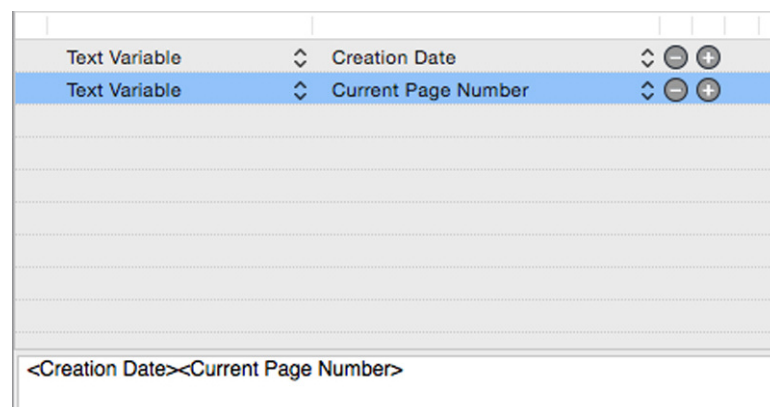 Text Variable Creation Date
Text Variable Current Page Number
<Creation Date><Current Page Number>